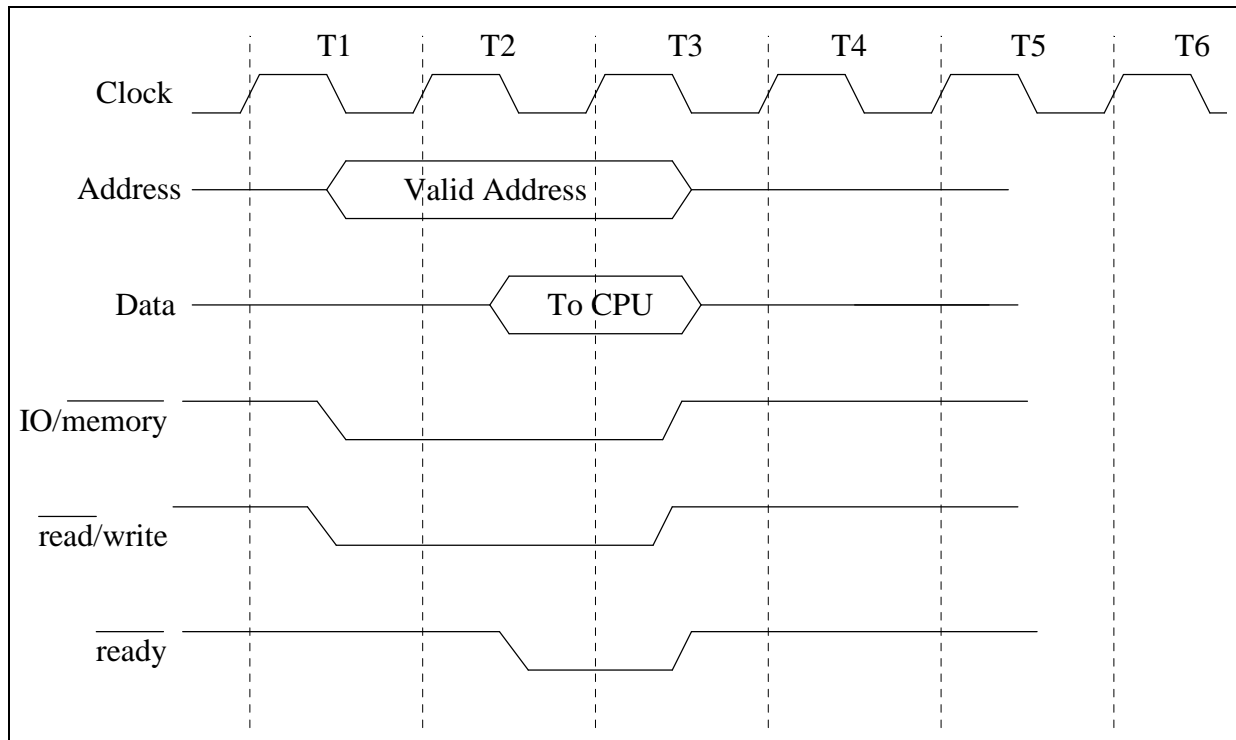 T1 T2 T3 T4 T5 T6
Clock
Address
Valid Address
Data
To CPU
IO/memory
read/write
ready